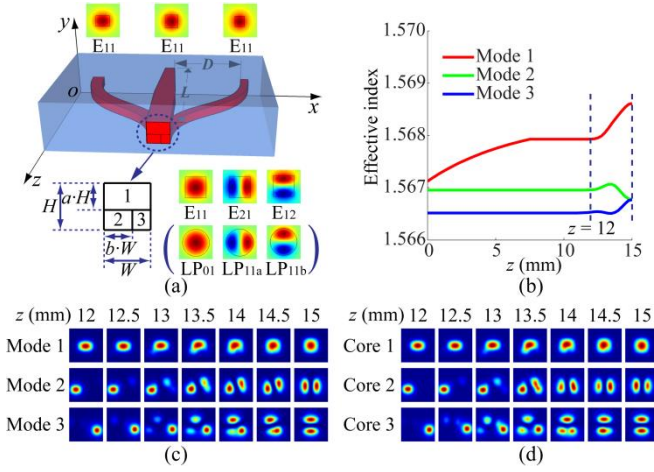 y
E11 E11 E11
D
L
o
x
z
H
a·H
1
2 3
b·W
W
E11 E21 E12
( LP01 LP11a LP11b )
(a)
1.570
1.569
1.568
1.567
1.566
Effective index
Mode 1
Mode 2
Mode 3
z = 12
0 5 10 15
z (mm)
(b)
z (mm) 12 12.5 13 13.5 14 14.5 15
Mode 1
Mode 2
Mode 3
(c)
z (mm) 12 12.5 13 13.5 14 14.5 15
Core 1
Core 2
Core 3
(d)